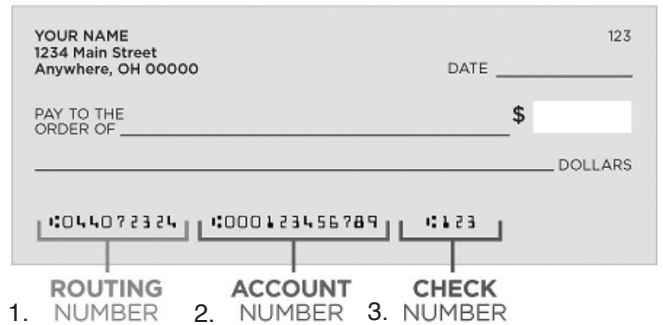 YOUR NAME 123
1234 Main Street
Anywhere, OH 00000
DATE
PAY TO THE
ORDER OF $
DOLLARS
⑆044072324 ⑆000123456789 ⑆123
ROUTING ACCOUNT CHECK
1. NUMBER 2. NUMBER 3. NUMBER